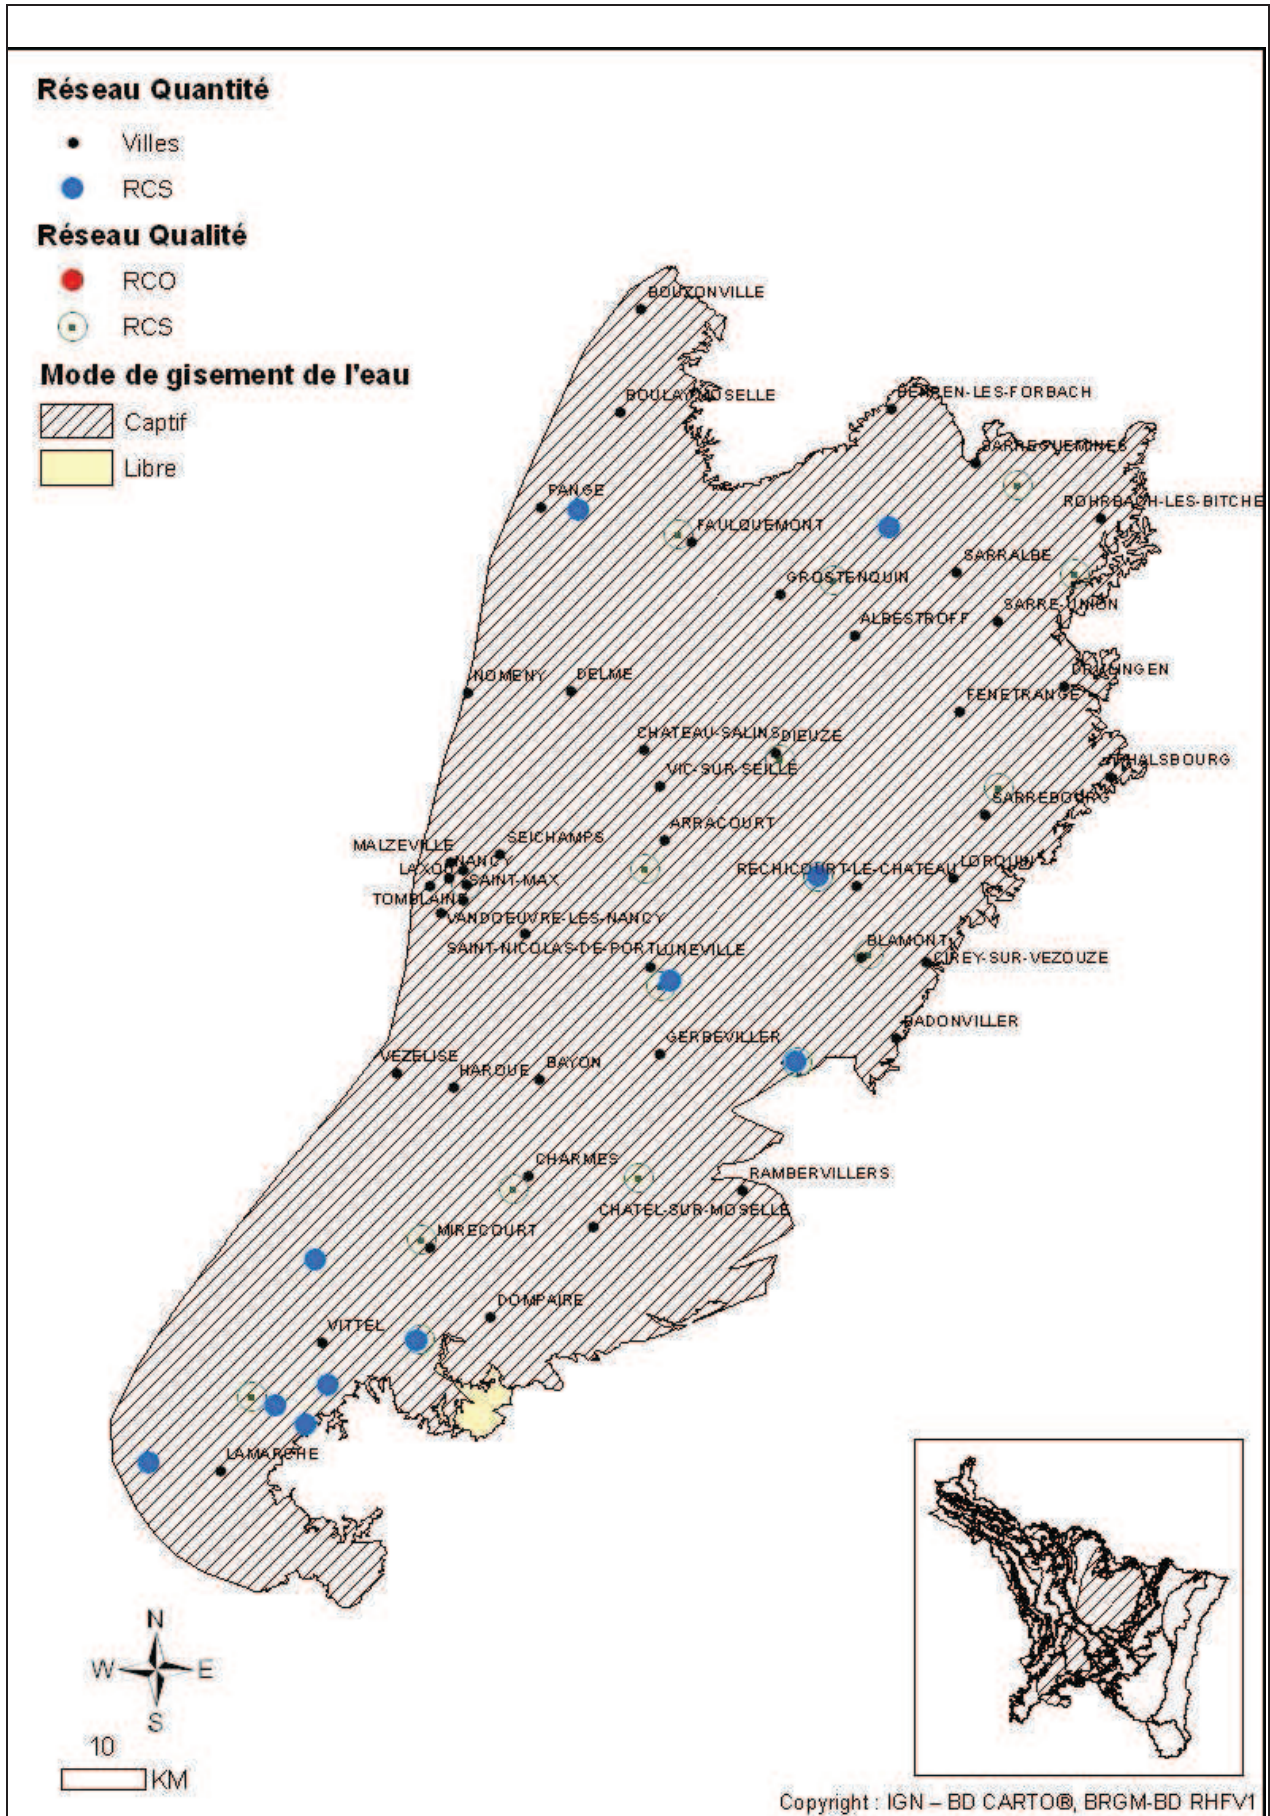 Réseau Quantité
Villes
RCS
Réseau Qualité
RCO
RCS
Mode de gisement de l'eau
Captif
Libre
BOUZONVILLE
BOULAY-MOSELLE
BEHREN-LES-FORBACH
SARREGUEMINES
PANGE
ROHRBACH-LES-BITCHE
FAULQUEMONT
SARRALBE
GROSTENQUIN
SARRE-UNION
ALBESTROFF
NOMENY
DELME
DRULINGEN
FENETRANGE
CHATEAU-SALINS
DIEUZE
PHALSBOURG
VIC-SUR-SEILLE
SARREBOURG
ARRACOURT
SEICHAMPS
MALZEVILLE
NANCY
LAXOU
SAINT-MAX
RECHICOURT-LE-CHATEAU
LORQUIN
TOMBLAINE
VANDOEUVRE-LES-NANCY
SAINT-NICOLAS-DE-PORT
LUNEVILLE
BLAMONT
CIREY-SUR-VEZOUZE
BADONVILLER
GERBEVILLER
VEZELISE
HAROUE
BAYON
CHARMES
RAMBERVILLERS
CHATEL-SUR-MOSELLE
MIRECOURT
DOMPAIRE
VITTEL
LAMARCHE
N
W
E
S
10
KM
Copyright : IGN – BD CARTO®, BRGM-BD RHFV1